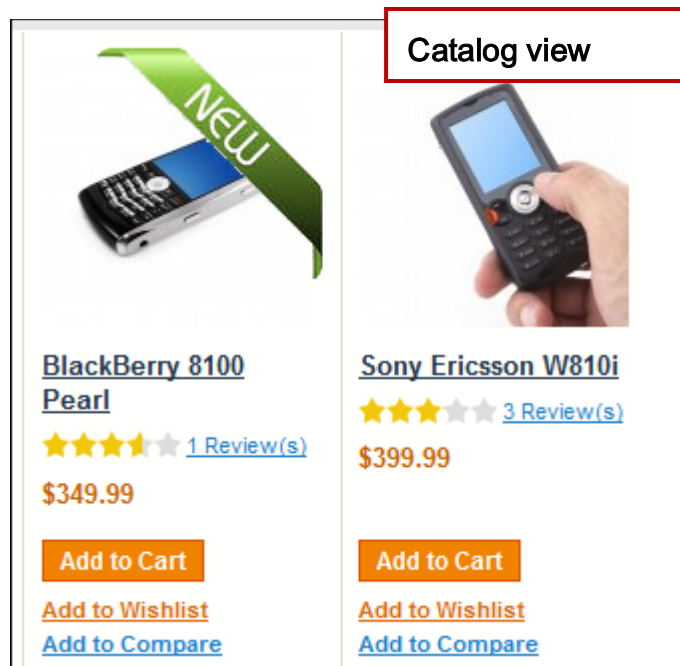 Catalog view
NEW
BlackBerry 8100
Pearl
1 Review(s)
$349.99
Add to Cart
Add to Wishlist
Add to Compare
Sony Ericsson W810i
3 Review(s)
$399.99
Add to Cart
Add to Wishlist
Add to Compare